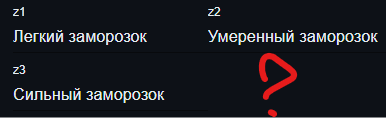 z1
Легкий заморозок
z2
Умеренный заморозок
z3
Сильный заморозок
?